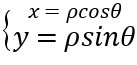 x = ρcosθ
y = ρsinθ